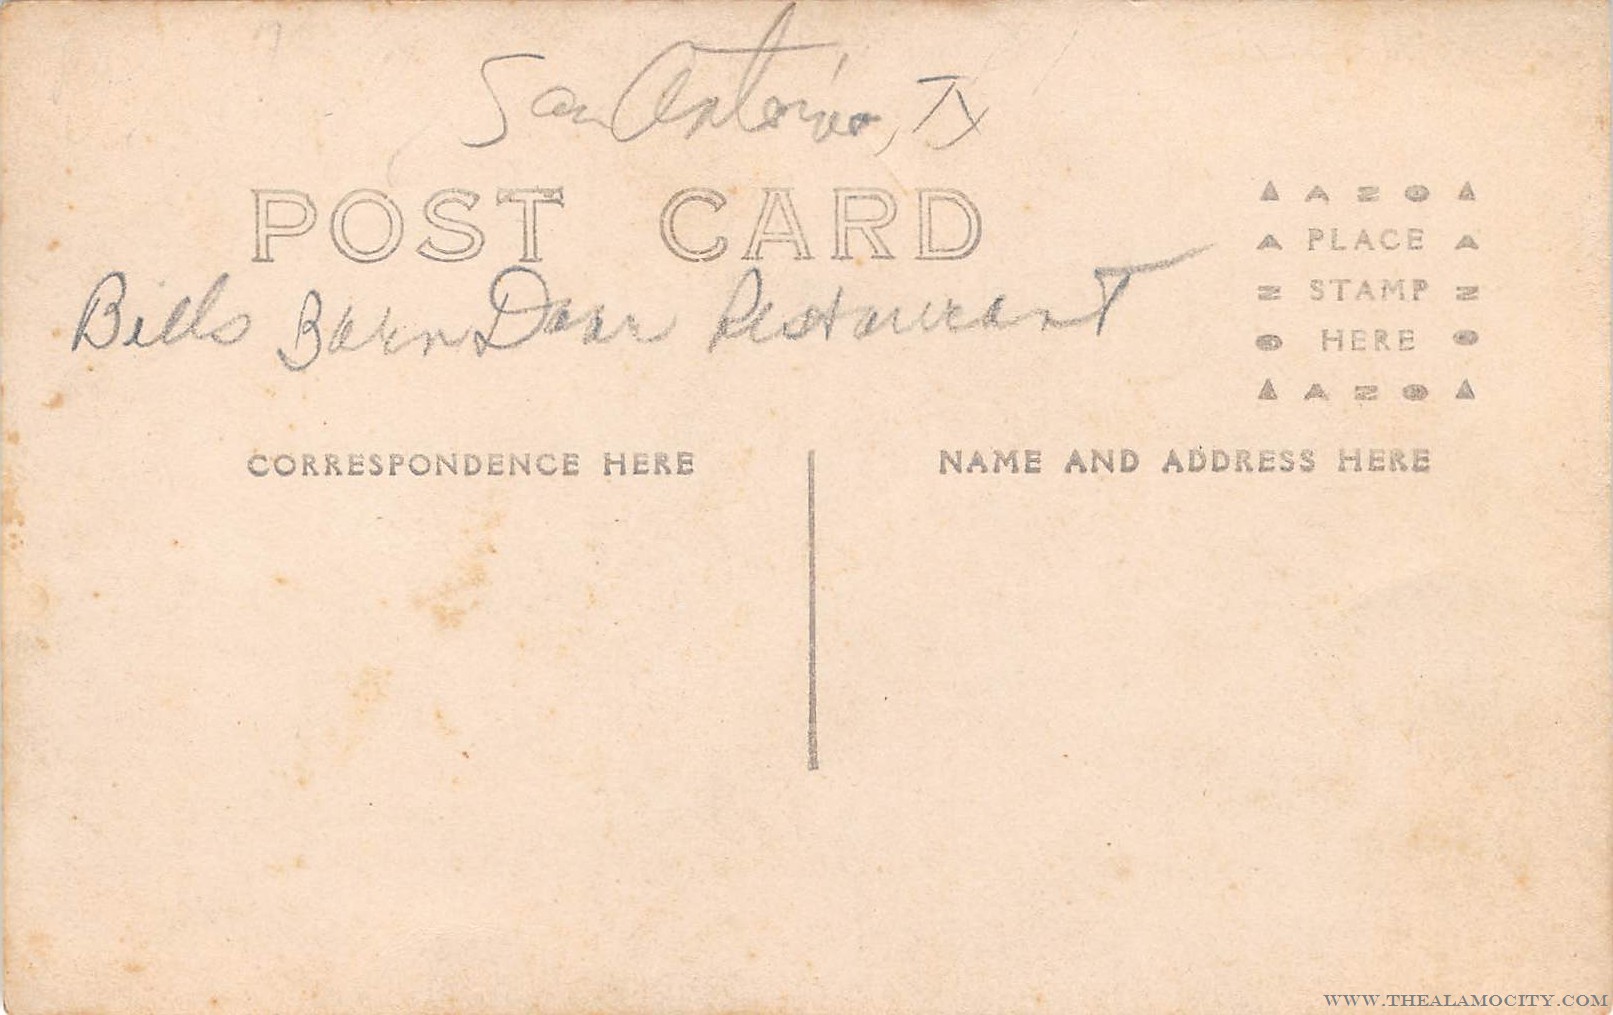 San Antonio, TX
POST CARD
Bills Barn Door Restaurant
AZO
PLACE
STAMP
HERE
AZO
CORRESPONDENCE HERE
NAME AND ADDRESS HERE
WWW.THEALAMOCITY.COM